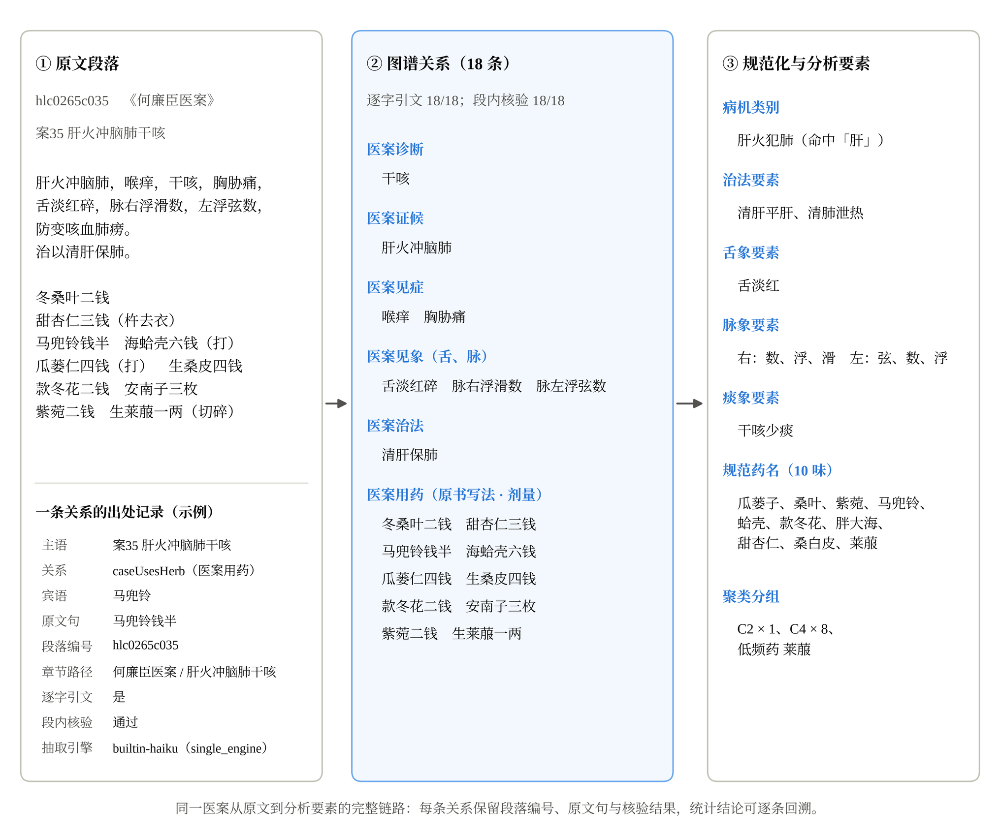 ① 原文段落
hlc0265c035　《何廉臣医案》
案35 肝火冲脑肺干咳
肝火冲脑肺，喉痒，干咳，胸胁痛，
舌淡红碎，脉右浮滑数，左浮弦数，
防变咳血肺痨。
治以清肝保肺。
冬桑叶二钱
甜杏仁三钱（杵去衣）
马兜铃钱半　海蛤壳六钱（打）
瓜蒌仁四钱（打）　生桑皮四钱
款冬花二钱　安南子三枚
紫菀二钱　生莱菔一两（切碎）
一条关系的出处记录（示例）
主语　案35 肝火冲脑肺干咳
关系　caseUsesHerb（医案用药）
宾语　马兜铃
原文句　马兜铃钱半
段落编号　hlc0265c035
章节路径　何廉臣医案 / 肝火冲脑肺干咳
逐字引文　是
段内核验　通过
抽取引擎　builtin-haiku（single_engine）
② 图谱关系（18 条）
逐字引文 18/18；段内核验 18/18
医案诊断
干咳
医案证候
肝火冲脑肺
医案见症
喉痒　胸胁痛
医案见象（舌、脉）
舌淡红碎　脉右浮滑数　脉左浮弦数
医案治法
清肝保肺
医案用药（原书写法 · 剂量）
冬桑叶二钱　甜杏仁三钱
马兜铃钱半　海蛤壳六钱
瓜蒌仁四钱　生桑皮四钱
款冬花二钱　安南子三枚
紫菀二钱　生莱菔一两
③ 规范化与分析要素
病机类别
肝火犯肺（命中「肝」）
治法要素
清肝平肝、清肺泄热
舌象要素
舌淡红
脉象要素
右：数、浮、滑　左：弦、数、浮
痰象要素
干咳少痰
规范药名（10 味）
瓜蒌子、桑叶、紫菀、马兜铃、
蛤壳、款冬花、胖大海、
甜杏仁、桑白皮、莱菔
聚类分组
C2 × 1、C4 × 8、
低频药 莱菔
同一医案从原文到分析要素的完整链路：每条关系保留段落编号、原文句与核验结果，统计结论可逐条回溯。